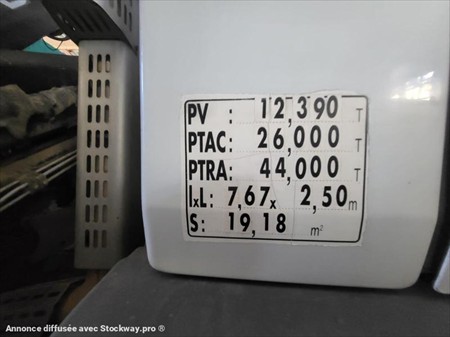 PV : 12,390 T
PTAC: 26,000 T
PTRA: 44,000 T
lxL: 7,67x 2,50m
S: 19,18 m²
Annonce diffusée avec Stockway.pro ®